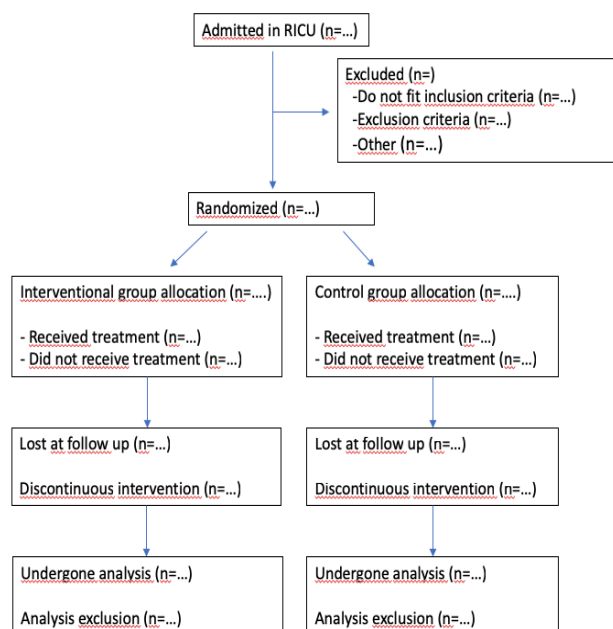 Admitted in RICU (n=...)
Excluded (n=)
-Do not fit inclusion criteria (n=...)
-Exclusion criteria (n=...)
-Other (n=...)
Randomized (n=...)
Interventional group allocation (n=....)
- Received treatment (n=...)
- Did not receive treatment (n=...)
Control group allocation (n=....)
- Received treatment (n=...)
- Did not receive treatment (n=...)
Lost at follow up (n=...)
Discontinuous intervention (n=...)
Lost at follow up (n=...)
Discontinuous intervention (n=...)
Undergone analysis (n=...)
Analysis exclusion (n=...)
Undergone analysis (n=...)
Analysis exclusion (n=...)